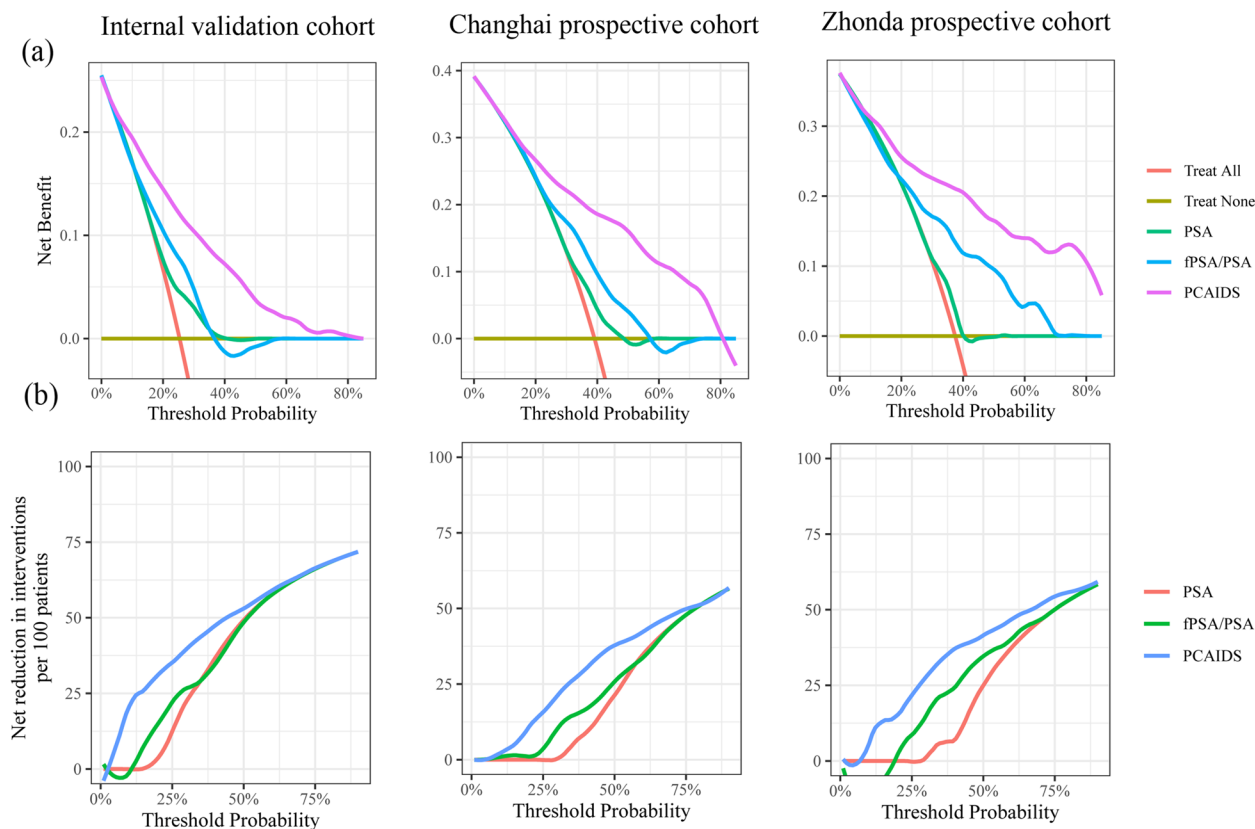 Internal validation cohort
Changhai prospective cohort
Zhonda prospective cohort
(a)
Net Benefit
0.2
0.1
0.0
0%
20%
40%
60%
80%
Threshold Probability
0.4
0.3
0.2
0.1
0.0
0%
20%
40%
60%
80%
Threshold Probability
0.3
0.2
0.1
0.0
0%
20%
40%
60%
80%
Threshold Probability
Treat All
Treat None
PSA
fPSA/PSA
PCAIDS
(b)
Net reduction in interventions
per 100 patients
100
75
50
25
0
0%
25%
50%
75%
Threshold Probability
100
75
50
25
0
0%
25%
50%
75%
Threshold Probability
100
75
50
25
0
0%
25%
50%
75%
Threshold Probability
PSA
fPSA/PSA
PCAIDS